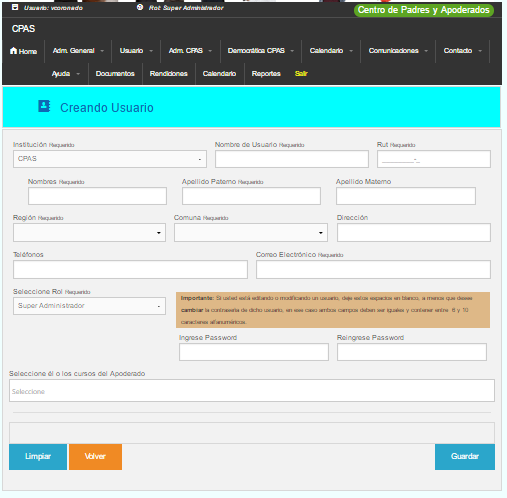 Usuario: vcoronado Rol: Super Administrador Centro de Padres y Apoderados
CPAS
Home Adm. General Usuario Adm. CPAS Democrática CPAS Calendario Comunicaciones Contacto
Ayuda Documentos Rendiciones Calendario Reportes Salir
Creando Usuario
Institución Requerido Nombre de Usuario Requerido Rut Requerido
CPAS ________-_
Nombres Requerido Apellido Paterno Requerido Apellido Materno
Región Requerido Comuna Requerido Dirección
Teléfonos Correo Electrónico Requerido
Seleccione Rol Requerido
Super Administrador
Importante: Si usted está editando o modificando un usuario, deje estos espacios en blanco, a menos que desee
cambiar la contraseña de dicho usuario, en ese caso ambos campos deben ser iguales y contener entre 8 y 10
caracteres alfanuméricos.
Ingrese Password Reingrese Password
Seleccione él o los cursos del Apoderado
Seleccione
Limpiar Volver Guardar